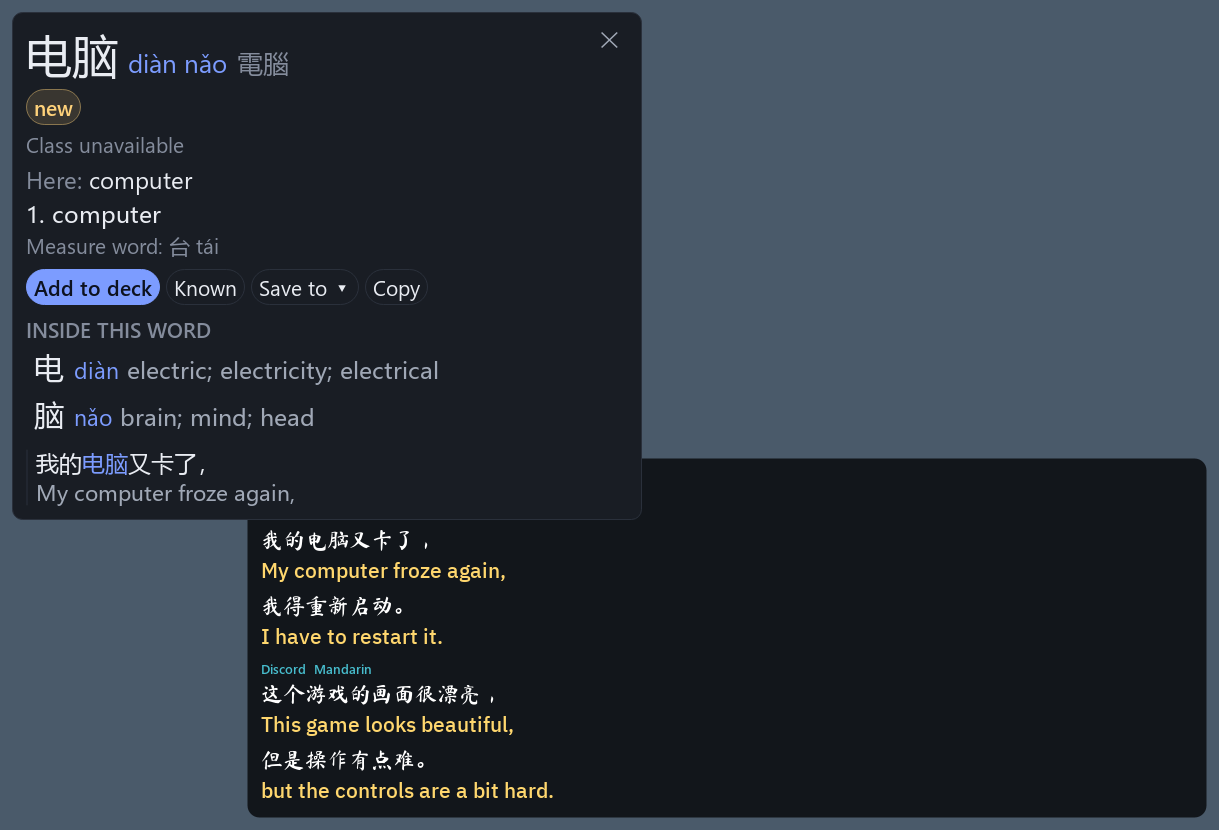 电脑 diàn nǎo 電腦
new
Class unavailable
Here: computer
1. computer
Measure word: 台 tái
Add to deck Known Save to ▾ Copy
INSIDE THIS WORD
电 diàn electric; electricity; electrical
脑 nǎo brain; mind; head
我的电脑又卡了，
My computer froze again,
我的电脑又卡了，
My computer froze again,
我得重新启动。
I have to restart it.
Discord Mandarin
这个游戏的画面很漂亮，
This game looks beautiful,
但是操作有点难。
but the controls are a bit hard.